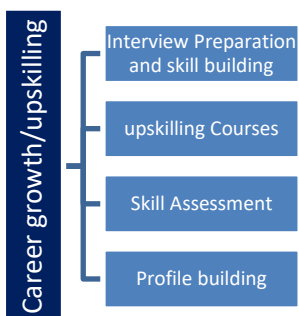 Career growth/upskilling
Interview Preparation
and skill building
upskilling Courses
Skill Assessment
Profile building